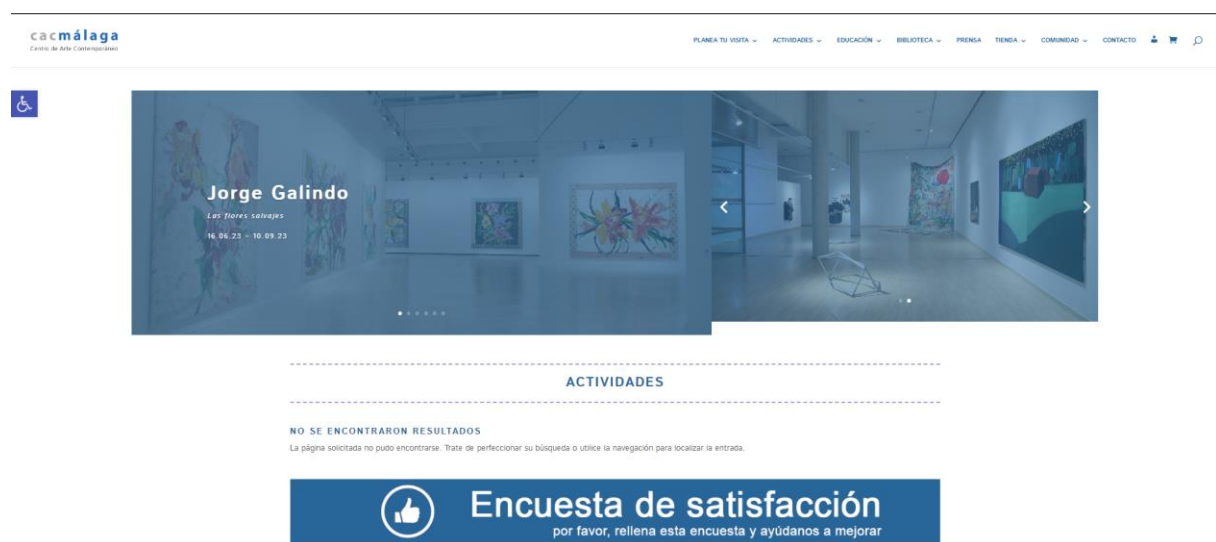 cacmálaga
Centro de Arte Contemporáneo
PLANEA TU VISITA ACTIVIDADES EDUCACIÓN BIBLIOTECA PRENSA TIENDA COMUNIDAD CONTACTO
Jorge Galindo
Las flores salvajes
16.06.23 – 10.09.23
ACTIVIDADES
NO SE ENCONTRARON RESULTADOS
La página solicitada no pudo encontrarse. Trate de perfeccionar su búsqueda o utilice la navegación para localizar la entrada.
Encuesta de satisfacción
por favor, rellena esta encuesta y ayúdanos a mejorar